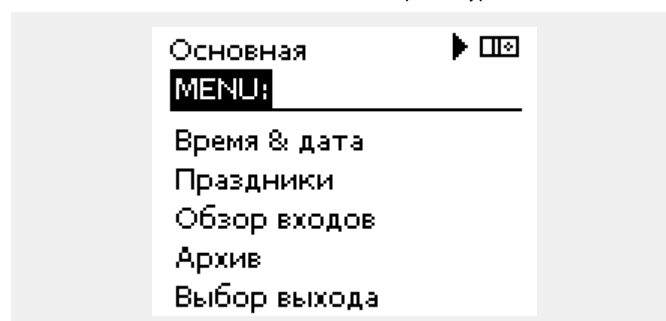 Основная
MENU:
Время & дата
Праздники
Обзор входов
Архив
Выбор выхода